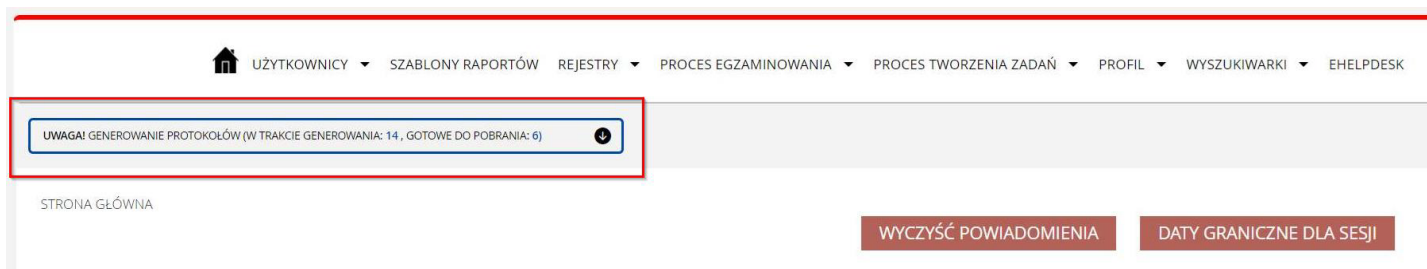 UŻYTKOWNICY SZABLONY RAPORTÓW REJESTRY PROCES EGZAMINOWANIA PROCES TWORZENIA ZADAŃ PROFIL WYSZUKIWARKI EHELPDESK
UWAGA! GENEROWANIE PROTOKOŁÓW (W TRAKCIE GENEROWANIA: 14 , GOTOWE DO POBRANIA: 6)
STRONA GŁÓWNA
WYCZYŚĆ POWIADOMIENIA DATY GRANICZNE DLA SESJI